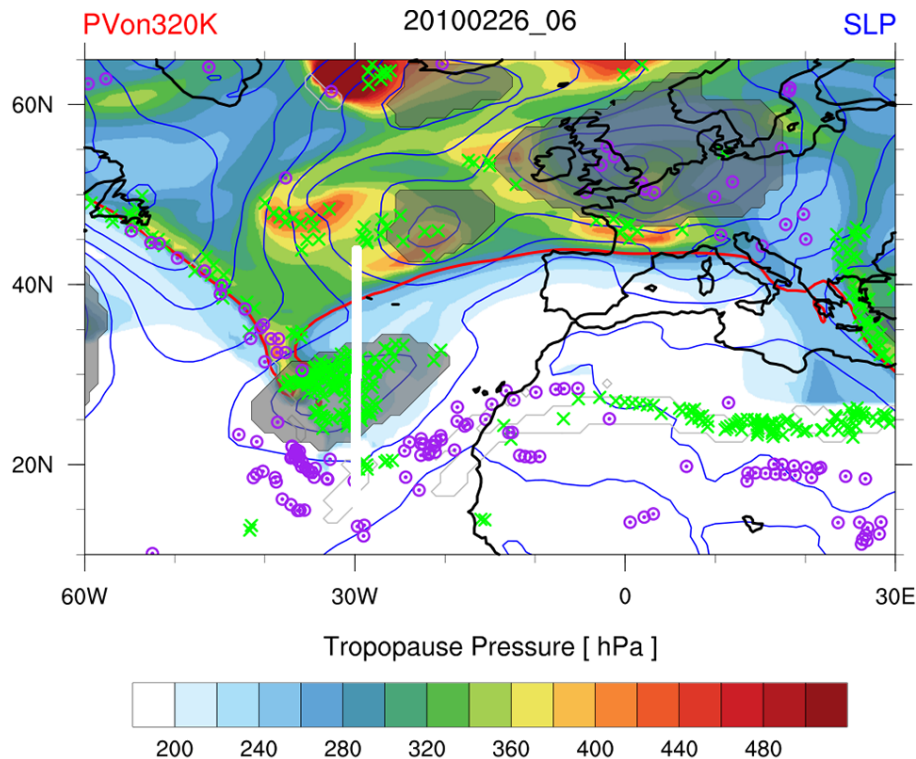 PVon320K 20100226_06 SLP
60N
40N
20N
60W 30W 0 30E
Tropopause Pressure [ hPa ]
200 240 280 320 360 400 440 480